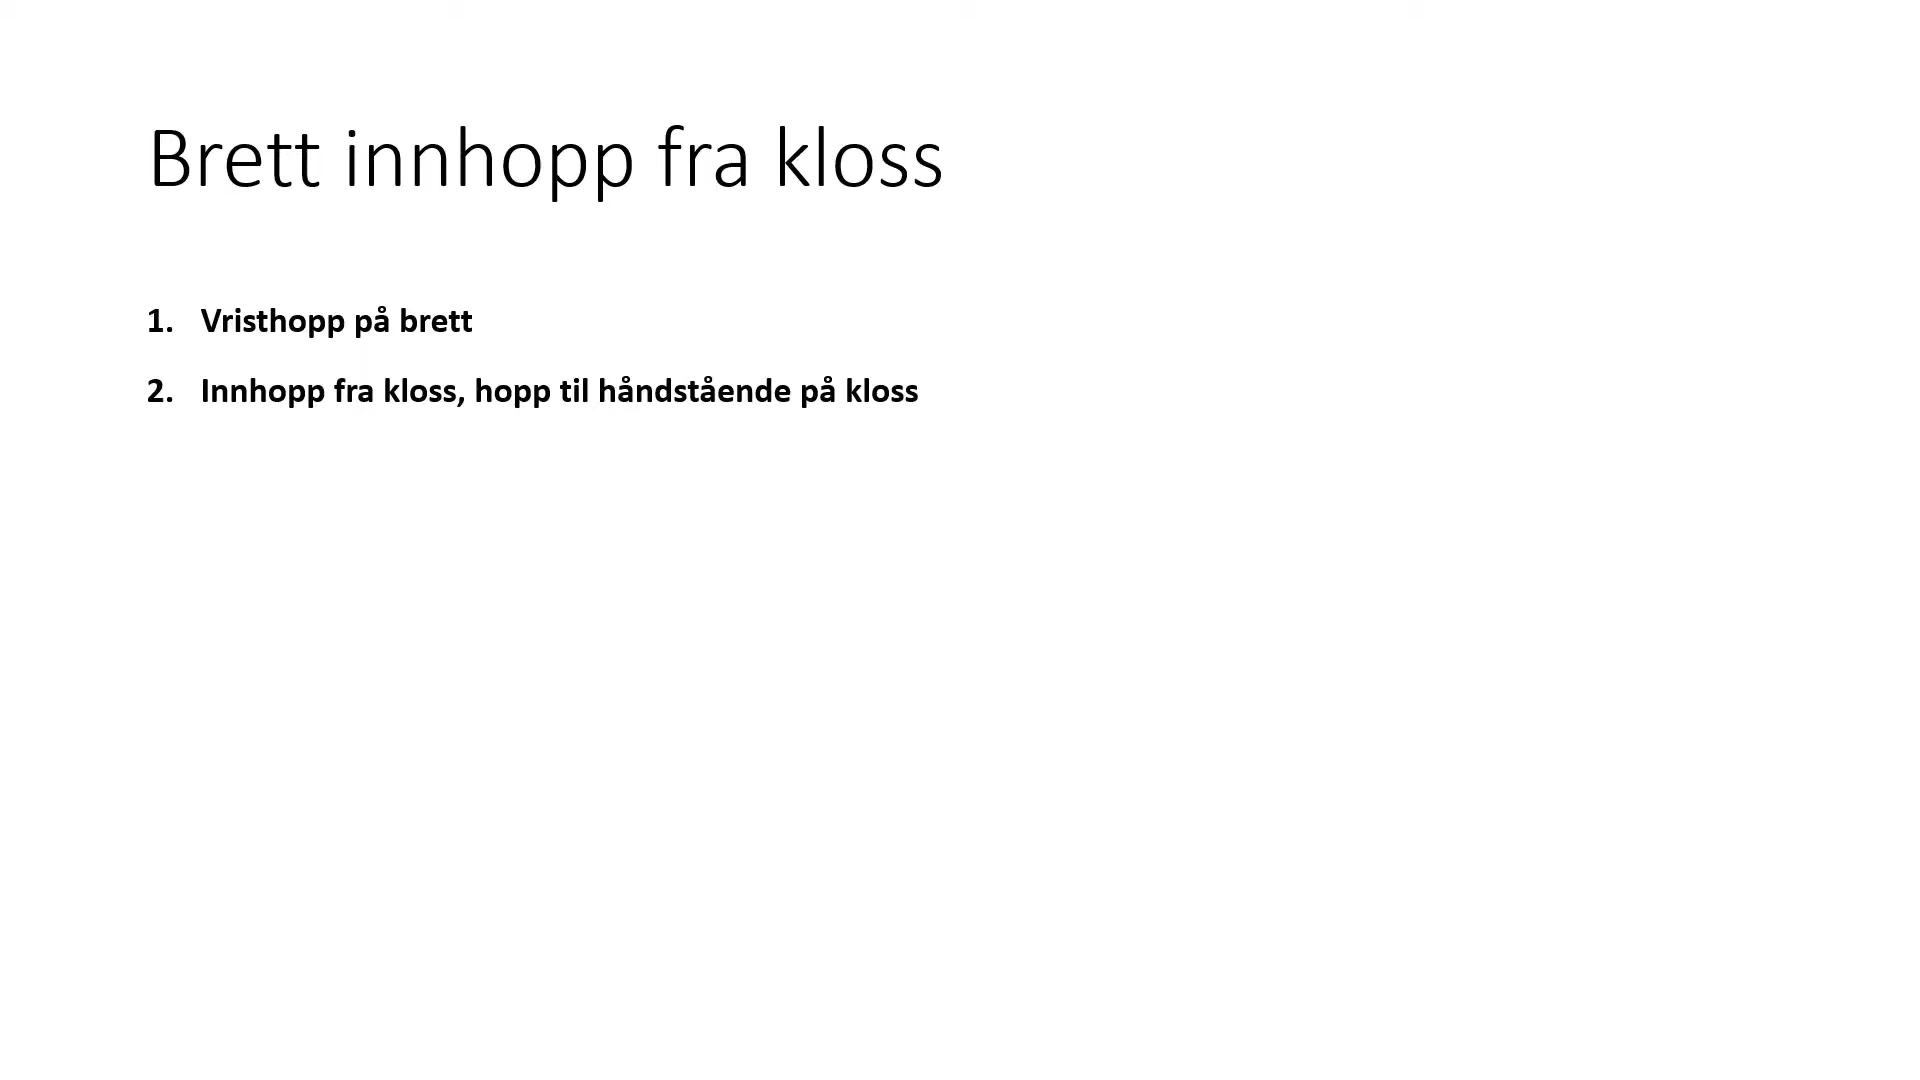 Brett innhopp fra kloss
1. Vristhopp på brett
2. Innhopp fra kloss, hopp til håndstående på kloss